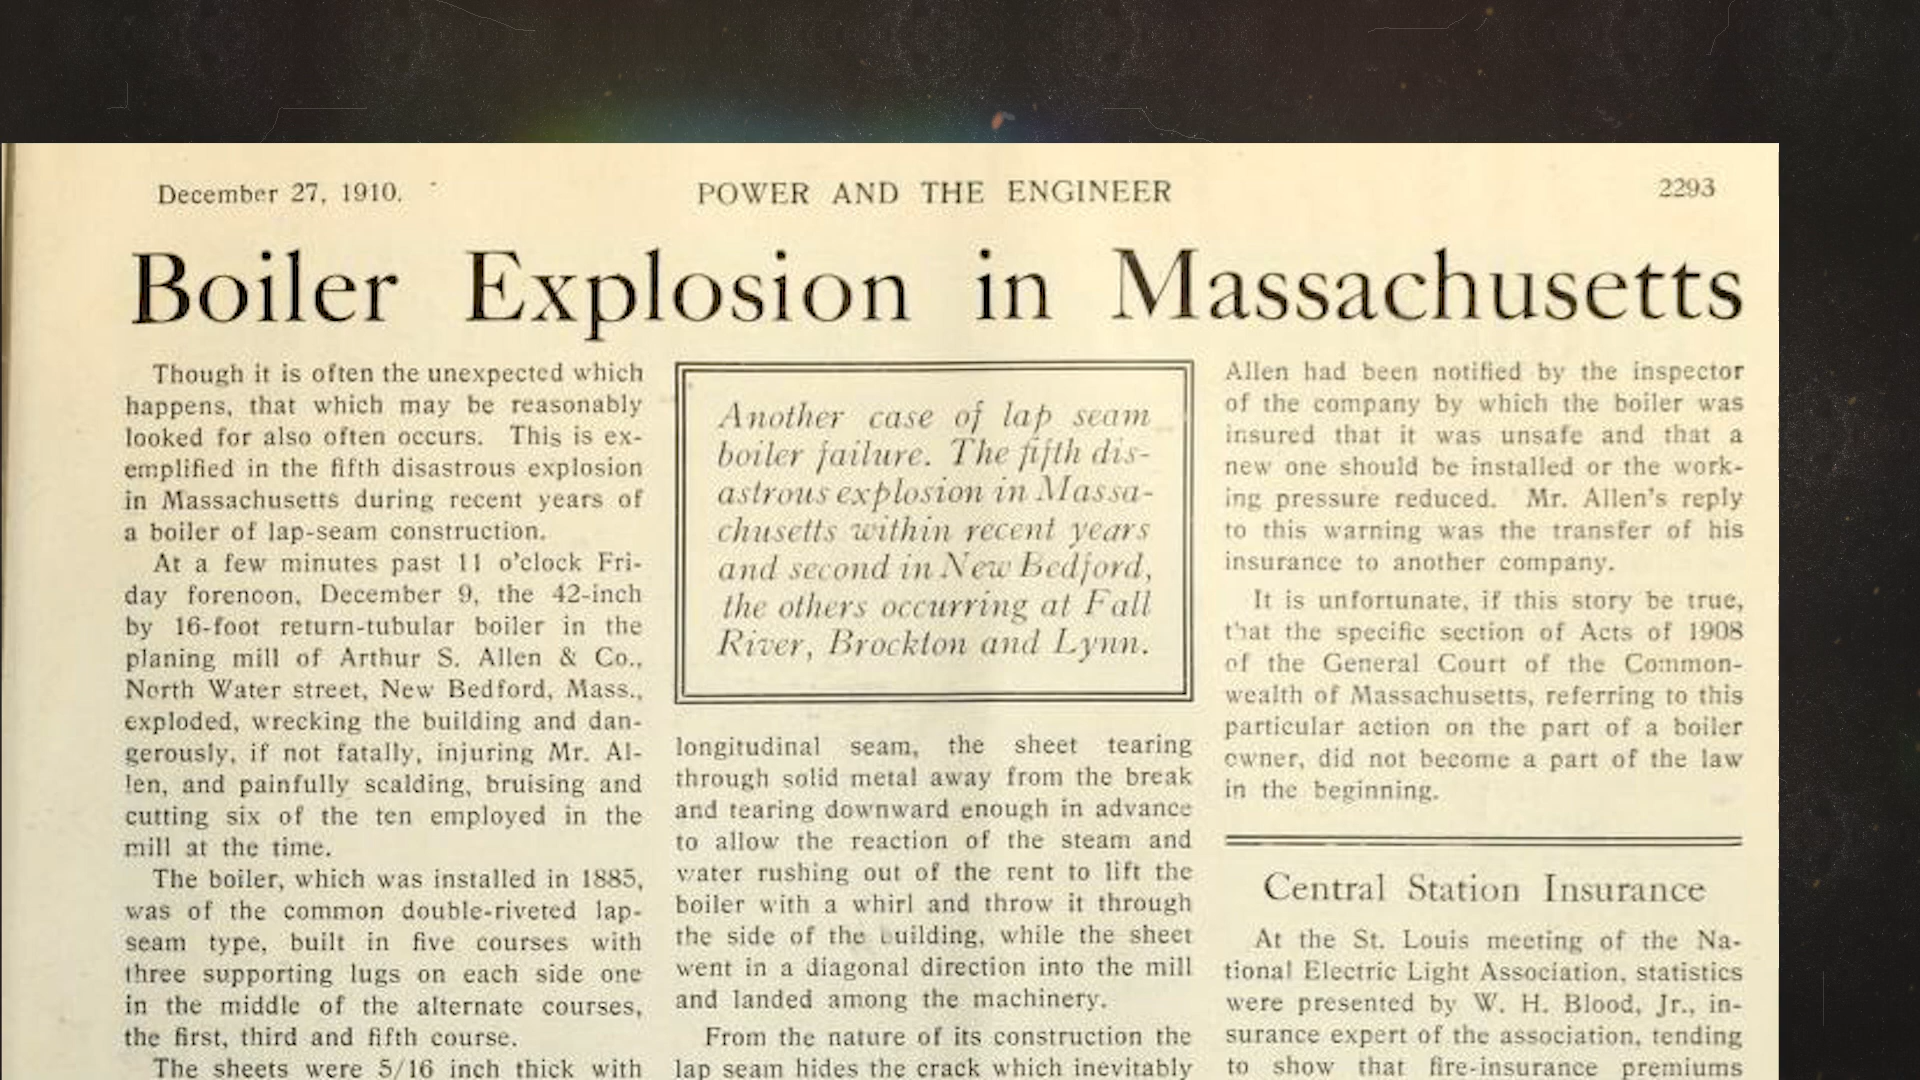 December 27, 1910.
POWER AND THE ENGINEER
2293
Boiler Explosion in Massachusetts
Though it is often the unexpected which
happens, that which may be reasonably
looked for also often occurs. This is ex-
emplified in the fifth disastrous explosion
in Massachusetts during recent years of
a boiler of lap-seam construction.
At a few minutes past 11 o'clock Fri-
day forenoon, December 9, the 42-inch
by 16-foot return-tubular boiler in the
planing mill of Arthur S. Allen & Co.,
North Water street, New Bedford, Mass.,
exploded, wrecking the building and dan-
gerously, if not fatally, injuring Mr. Al-
len, and painfully scalding, bruising and
cutting six of the ten employed in the
mill at the time.
The boiler, which was installed in 1885,
was of the common double-riveted lap-
seam type, built in five courses with
three supporting lugs on each side one
in the middle of the alternate courses,
the first, third and fifth course.
The sheets were 5/16 inch thick with
Another case of lap seam
boiler failure. The fifth dis-
astrous explosion in Massa-
chusetts within recent years
and second in New Bedford,
the others occurring at Fall
River, Brockton and Lynn.
longitudinal seam, the sheet tearing
through solid metal away from the break
and tearing downward enough in advance
to allow the reaction of the steam and
water rushing out of the rent to lift the
boiler with a whirl and throw it through
the side of the building, while the sheet
went in a diagonal direction into the mill
and landed among the machinery.
From the nature of its construction the
lap seam hides the crack which inevitably
Allen had been notified by the inspector
of the company by which the boiler was
insured that it was unsafe and that a
new one should be installed or the work-
ing pressure reduced. Mr. Allen's reply
to this warning was the transfer of his
insurance to another company.
It is unfortunate, if this story be true,
that the specific section of Acts of 1908
of the General Court of the Common-
wealth of Massachusetts, referring to this
particular action on the part of a boiler
owner, did not become a part of the law
in the beginning.
Central Station Insurance
At the St. Louis meeting of the Na-
tional Electric Light Association, statistics
were presented by W. H. Blood, Jr., in-
surance expert of the association, tending
to show that fire-insurance premiums